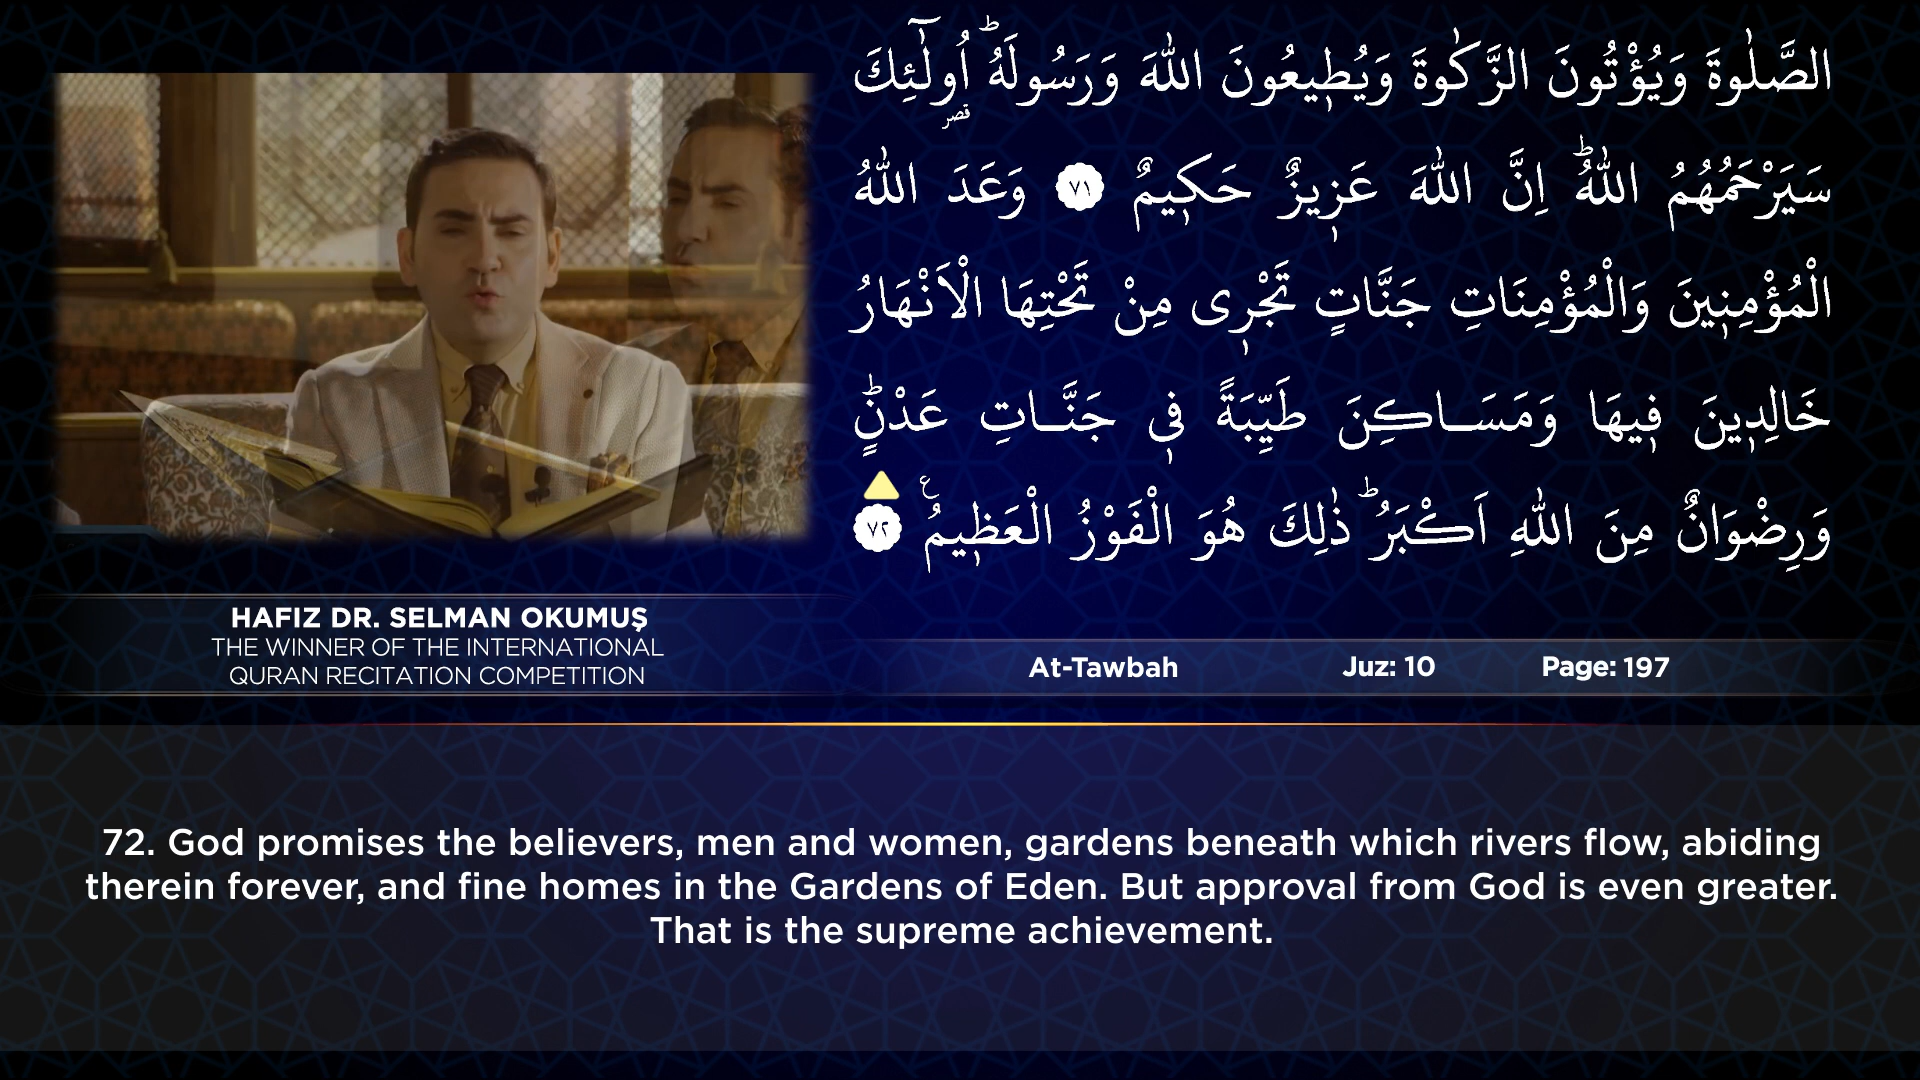 الصَّلٰوةَ وَيُؤْتُونَ الزَّكٰوةَ وَيُط۪يعُونَ اللّٰهَ وَرَسُولَهُۜ اُو۬لٰٓئِكَ
قصر
سَيَرْحَمُهُمُ اللّٰهُۜ اِنَّ اللّٰهَ عَز۪يزٌ حَك۪يمٌ ﴿٧١﴾ وَعَدَ اللّٰهُ
الْمُؤْمِن۪ينَ وَالْمُؤْمِنَاتِ جَنَّاتٍ تَجْر۪ى مِنْ تَحْتِهَا الْاَنْهَارُ
خَالِد۪ينَ ف۪يهَا وَمَسَاكِنَ طَيِّبَةً ف۪ى جَنَّاتِ عَدْنٍۜ
وَرِضْوَانٌ مِنَ اللّٰهِ اَكْبَرُۜ ذٰلِكَ هُوَ الْفَوْزُ الْعَظ۪يمُ۟ ﴿٧٢﴾
HAFIZ DR. SELMAN OKUMUŞ
THE WINNER OF THE INTERNATIONAL
QURAN RECITATION COMPETITION
At-Tawbah Juz: 10 Page: 197
72. God promises the believers, men and women, gardens beneath which rivers flow, abiding
therein forever, and fine homes in the Gardens of Eden. But approval from God is even greater.
That is the supreme achievement.